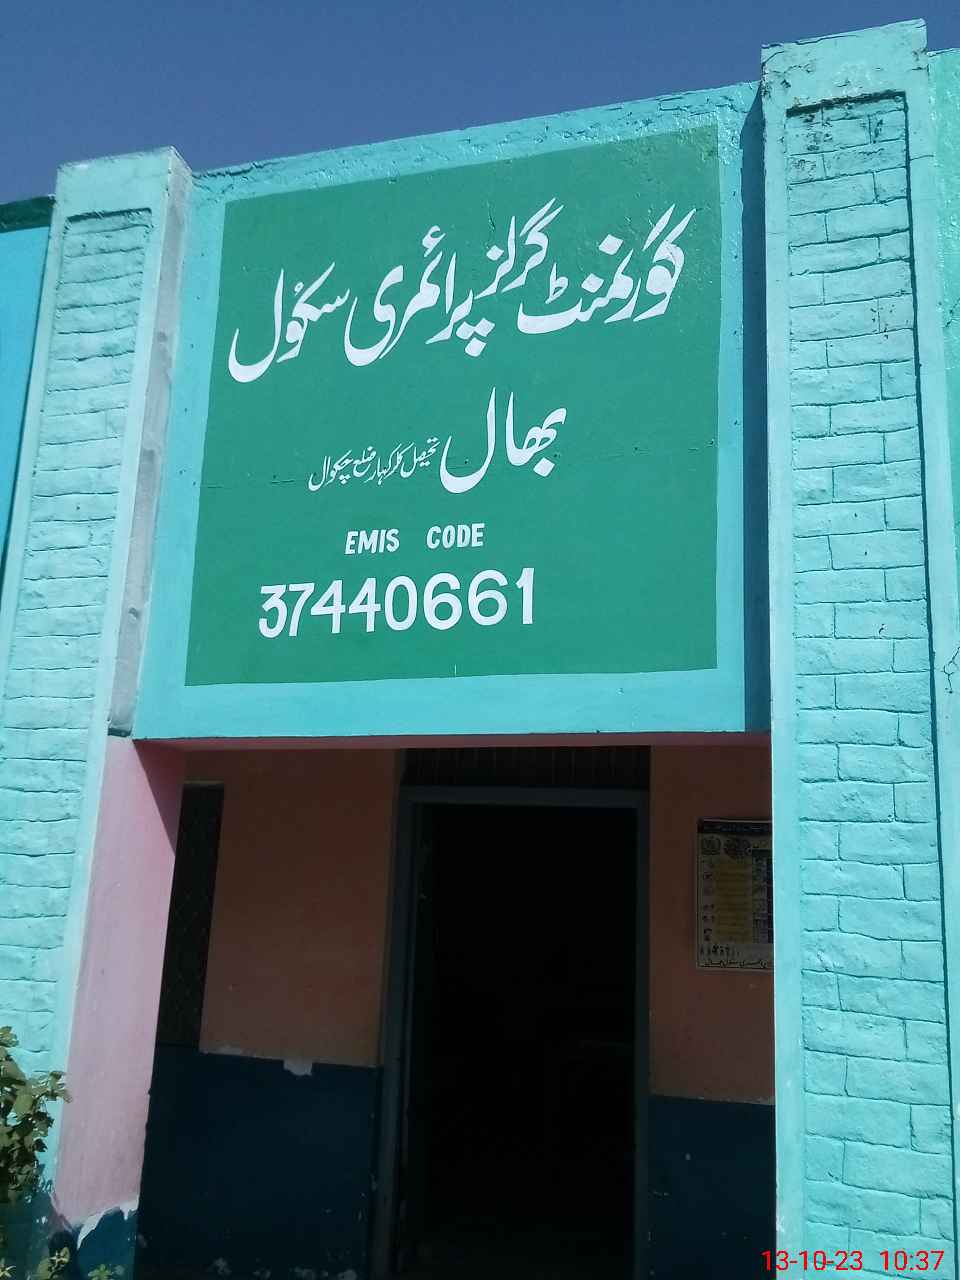 گورنمنٹ گرلز پرائمری سکول
بھال تحصیل کلرکہار ضلع چکوال
EMIS CODE
37440661
13-10-23 10:37